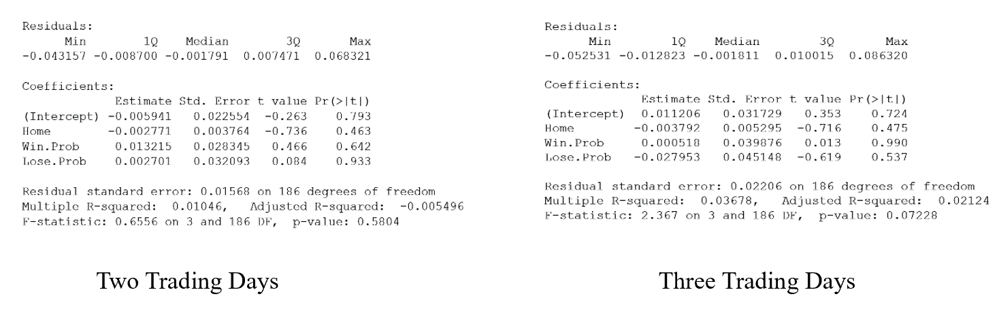 Residuals:
Min 1Q Median 3Q Max
-0.043157 -0.008700 -0.001791 0.007471 0.068321
Coefficients:
Estimate Std. Error t value Pr(>|t|)
(Intercept) -0.005941 0.022554 -0.263 0.793
Home -0.002771 0.003764 -0.736 0.463
Win.Prob 0.013215 0.028345 0.466 0.642
Lose.Prob 0.002701 0.032093 0.084 0.933
Residual standard error: 0.01568 on 186 degrees of freedom
Multiple R-squared: 0.01046, Adjusted R-squared: -0.005496
F-statistic: 0.6556 on 3 and 186 DF, p-value: 0.5804
Two Trading Days
Residuals:
Min 1Q Median 3Q Max
-0.052531 -0.012823 -0.001811 0.010015 0.086320
Coefficients:
Estimate Std. Error t value Pr(>|t|)
(Intercept) 0.011206 0.031729 0.353 0.724
Home -0.003792 0.005295 -0.716 0.475
Win.Prob 0.000518 0.039876 0.013 0.990
Lose.Prob -0.027953 0.045148 -0.619 0.537
Residual standard error: 0.02206 on 186 degrees of freedom
Multiple R-squared: 0.03678, Adjusted R-squared: 0.02124
F-statistic: 2.367 on 3 and 186 DF, p-value: 0.07228
Three Trading Days